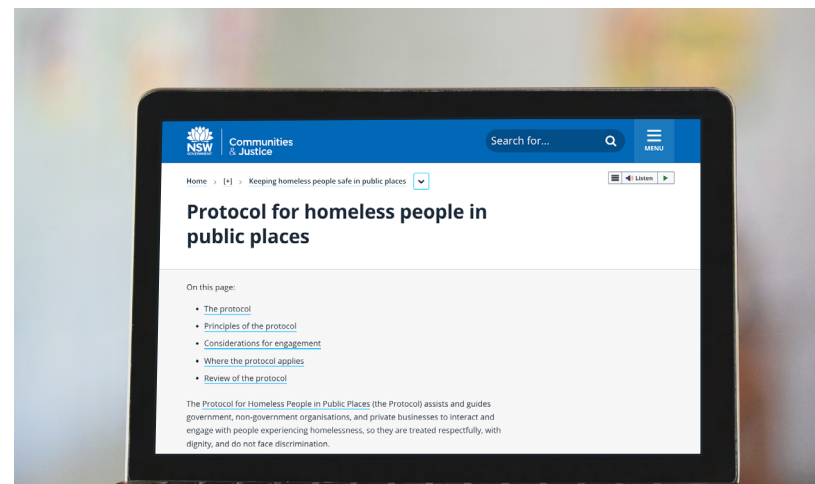 NSW
GOVERNMENT
Communities
& Justice
Search for...
MENU
Home > [+] > Keeping homeless people safe in public places
Listen
Protocol for homeless people in
public places
On this page:
• The protocol
• Principles of the protocol
• Considerations for engagement
• Where the protocol applies
• Review of the protocol
The Protocol for Homeless People in Public Places (the Protocol) assists and guides
government, non-government organisations, and private businesses to interact and
engage with people experiencing homelessness, so they are treated respectfully, with
dignity, and do not face discrimination.